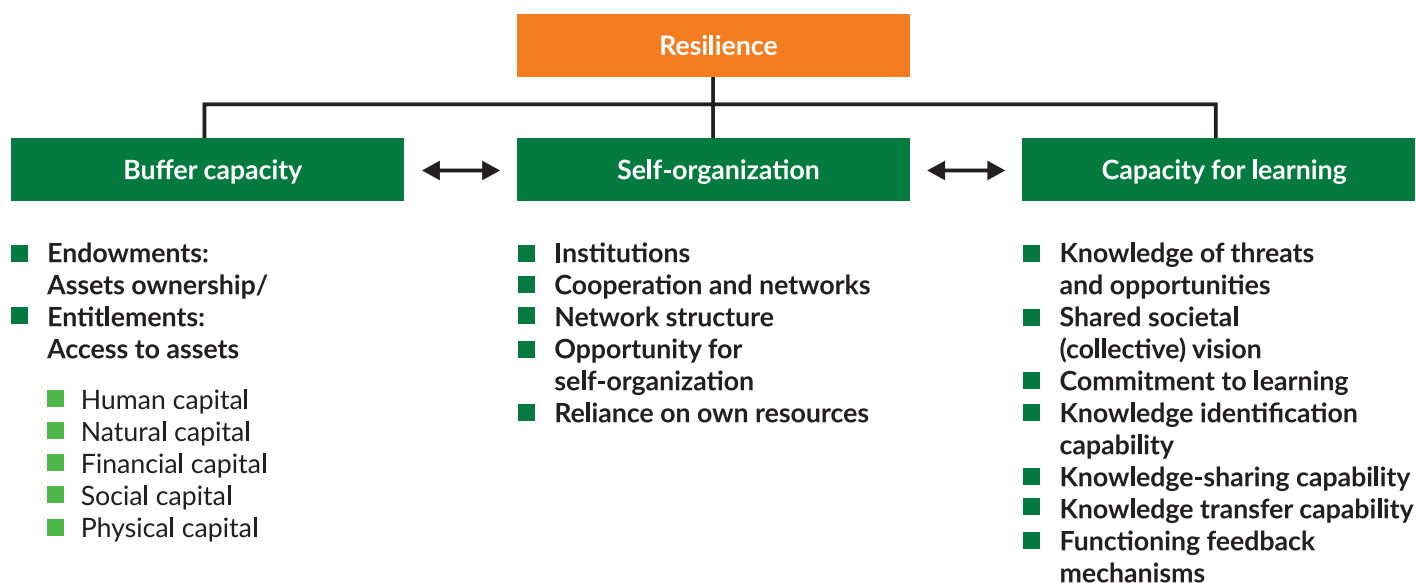 Resilience
Buffer capacity
Endowments:
Assets ownership/
Entitlements:
Access to assets
Human capital
Natural capital
Financial capital
Social capital
Physical capital
Self-organization
Institutions
Cooperation and networks
Network structure
Opportunity for
self-organization
Reliance on own resources
Capacity for learning
Knowledge of threats
and opportunities
Shared societal
(collective) vision
Commitment to learning
Knowledge identification
capability
Knowledge-sharing capability
Knowledge transfer capability
Functioning feedback
mechanisms